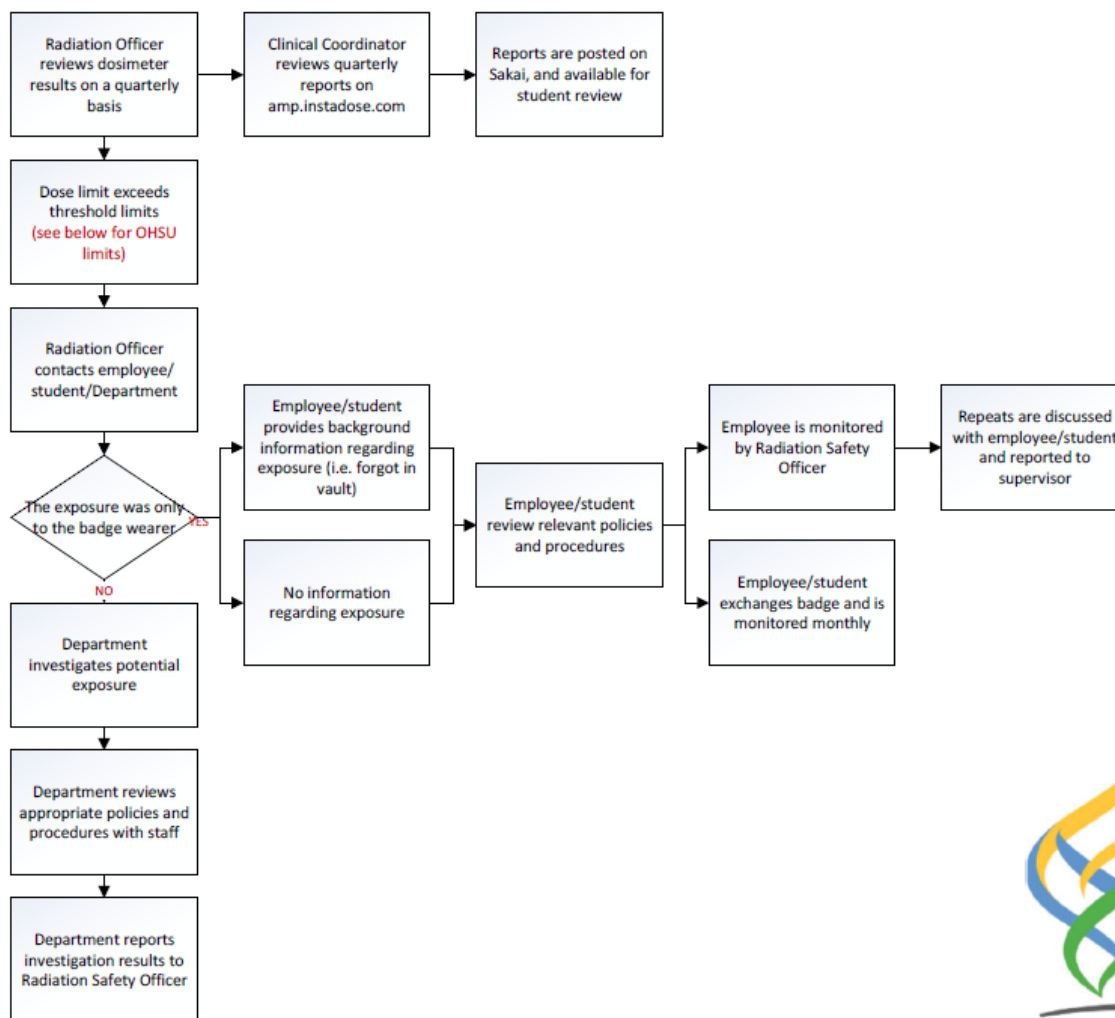 Radiation Officer
reviews dosimeter
results on a quarterly
basis
Clinical Coordinator
reviews quarterly
reports on
amp.instadose.com
Reports are posted on
Sakai, and available for
student review
Dose limit exceeds
threshold limits
(see below for OHSU
limits)
Radiation Officer
contacts employee/
student/Department
The exposure was only
to the badge wearer
YES
NO
Employee/student
provides background
information regarding
exposure (i.e. forgot in
vault)
No information
regarding exposure
Employee/student
review relevant policies
and procedures
Employee is monitored
by Radiation Safety
Officer
Repeats are discussed
with employee/student
and reported to
supervisor
Employee/student
exchanges badge and is
monitored monthly
Department
investigates potential
exposure
Department reviews
appropriate policies and
procedures with staff
Department reports
investigation results to
Radiation Safety Officer